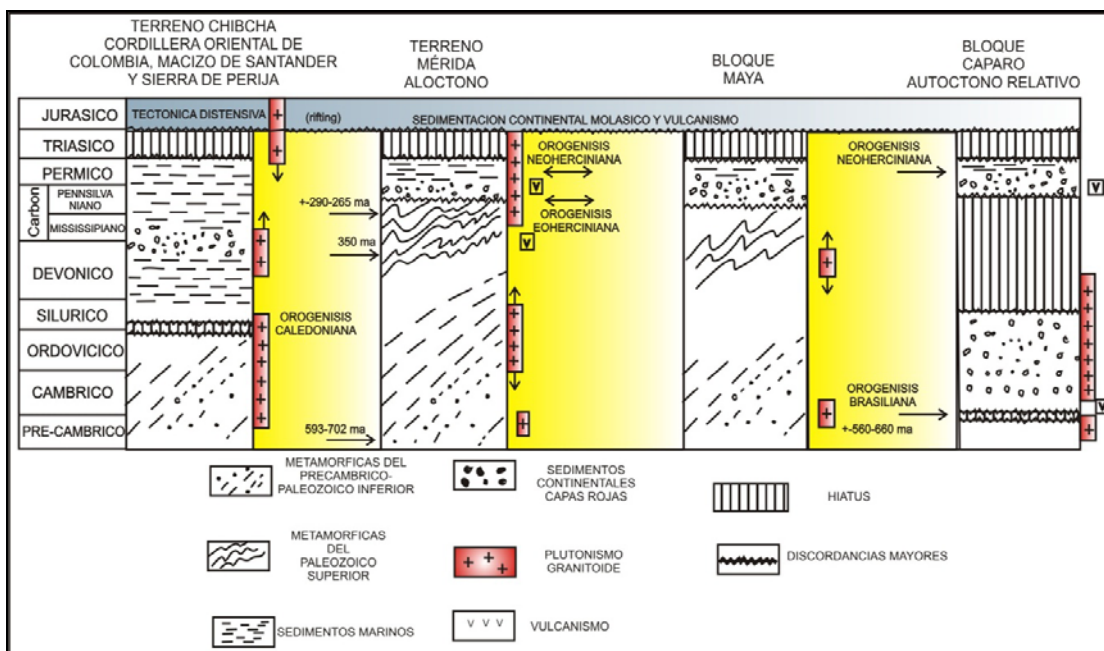 TERRENO CHIBCHA
CORDILLERA ORIENTAL DE
COLOMBIA, MACIZO DE SANTANDER
Y SIERRA DE PERIJA
TERRENO
MÉRIDA
ALOCTONO
BLOQUE
MAYA
BLOQUE
CAPARO
AUTOCTONO RELATIVO
JURASICO
TECTONICA DISTENSIVA
(rifting)
SEDIMENTACION CONTINENTAL MOLASICO Y VULCANISMO
TRIASICO
PERMICO
Carbon
PENNSILVA
NIANO
MISSISSIPIANO
DEVONICO
SILURICO
ORDOVICICO
CAMBRICO
PRE-CAMBRICO
OROGENISIS
CALEDONIANA
+-290-265 ma
350 ma
593-702 ma
OROGENISIS
NEOHERCINIANA
V
OROGENISIS
EOHERCINIANA
V
OROGENISIS
NEOHERCINIANA
V
OROGENISIS
BRASILIANA
+-560-660 ma
V
METAMORFICAS DEL
PRECAMBRICO-
PALEOZOICO INFERIOR
SEDIMENTOS
CONTINENTALES
CAPAS ROJAS
HIATUS
METAMORFICAS
DEL
PALEOZOICO
SUPERIOR
PLUTONISMO
GRANITOIDE
DISCORDANCIAS MAYORES
SEDIMENTOS MARINOS
V V V
VULCANISMO